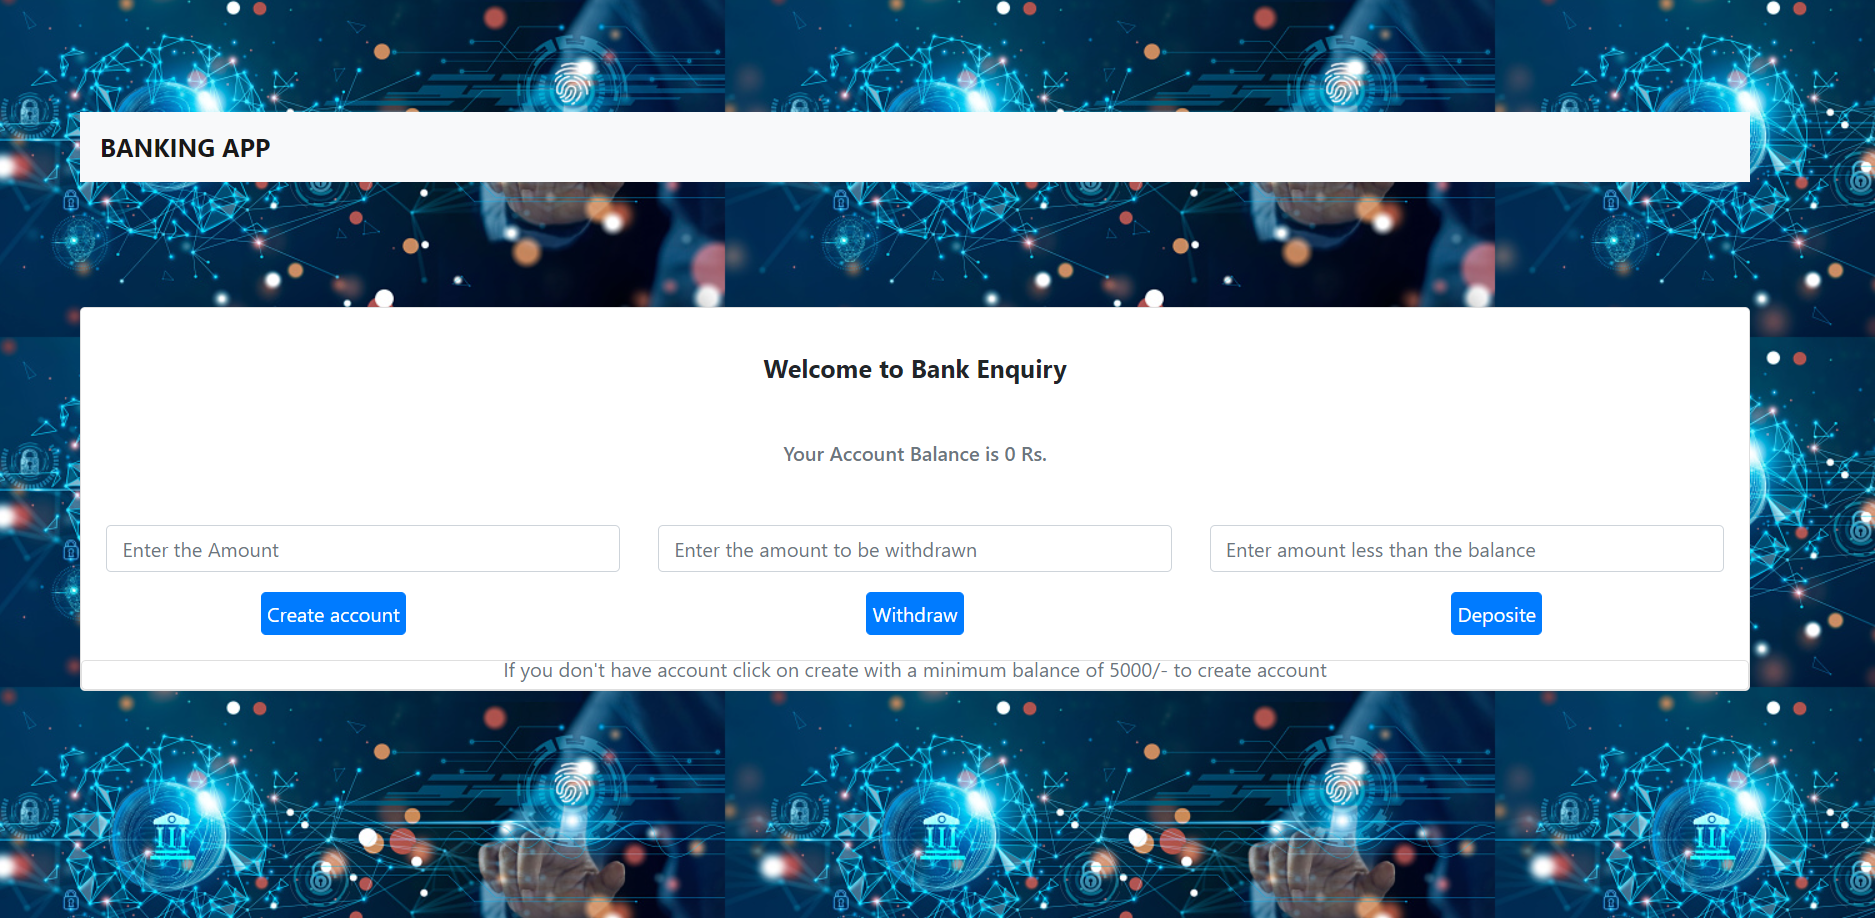 BANKING APP
Welcome to Bank Enquiry
Your Account Balance is 0 Rs.
Enter the Amount
Enter the amount to be withdrawn
Enter amount less than the balance
Create account
Withdraw
Deposite
If you don't have account click on create with a minimum balance of 5000/- to create account